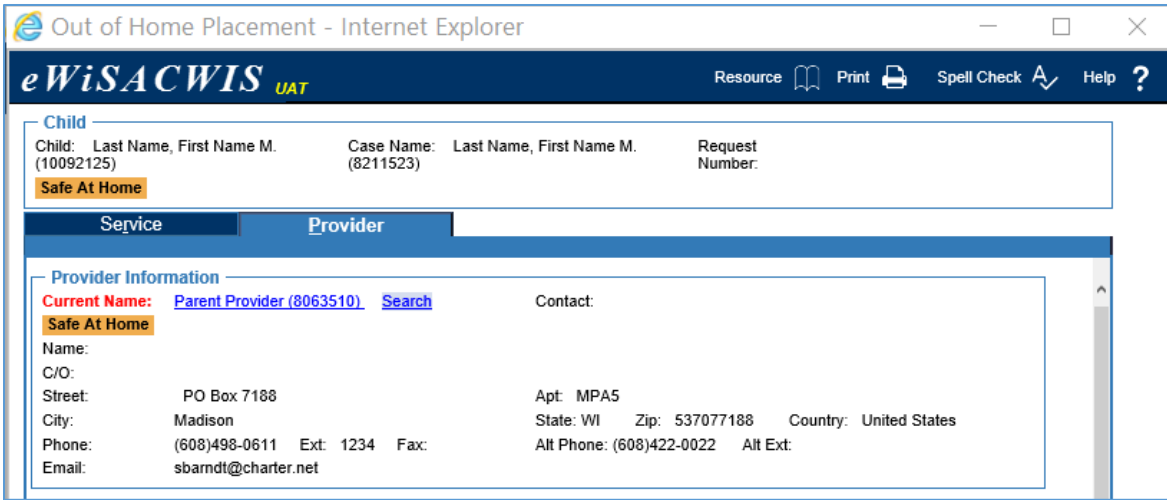 Out of Home Placement - Internet Explorer
eWiSACWIS UAT Resource Print Spell Check Help ?
Child
Child: Last Name, First Name M. Case Name: Last Name, First Name M. Request
(10092125) (8211523) Number:
Safe At Home
Service Provider
Provider Information
Current Name: Parent Provider (8063510) Search Contact:
Safe At Home
Name:
C/O:
Street: PO Box 7188 Apt: MPA5
City: Madison State: WI Zip: 537077188 Country: United States
Phone: (608)498-0611 Ext: 1234 Fax: Alt Phone: (608)422-0022 Alt Ext:
Email: sbarndt@charter.net